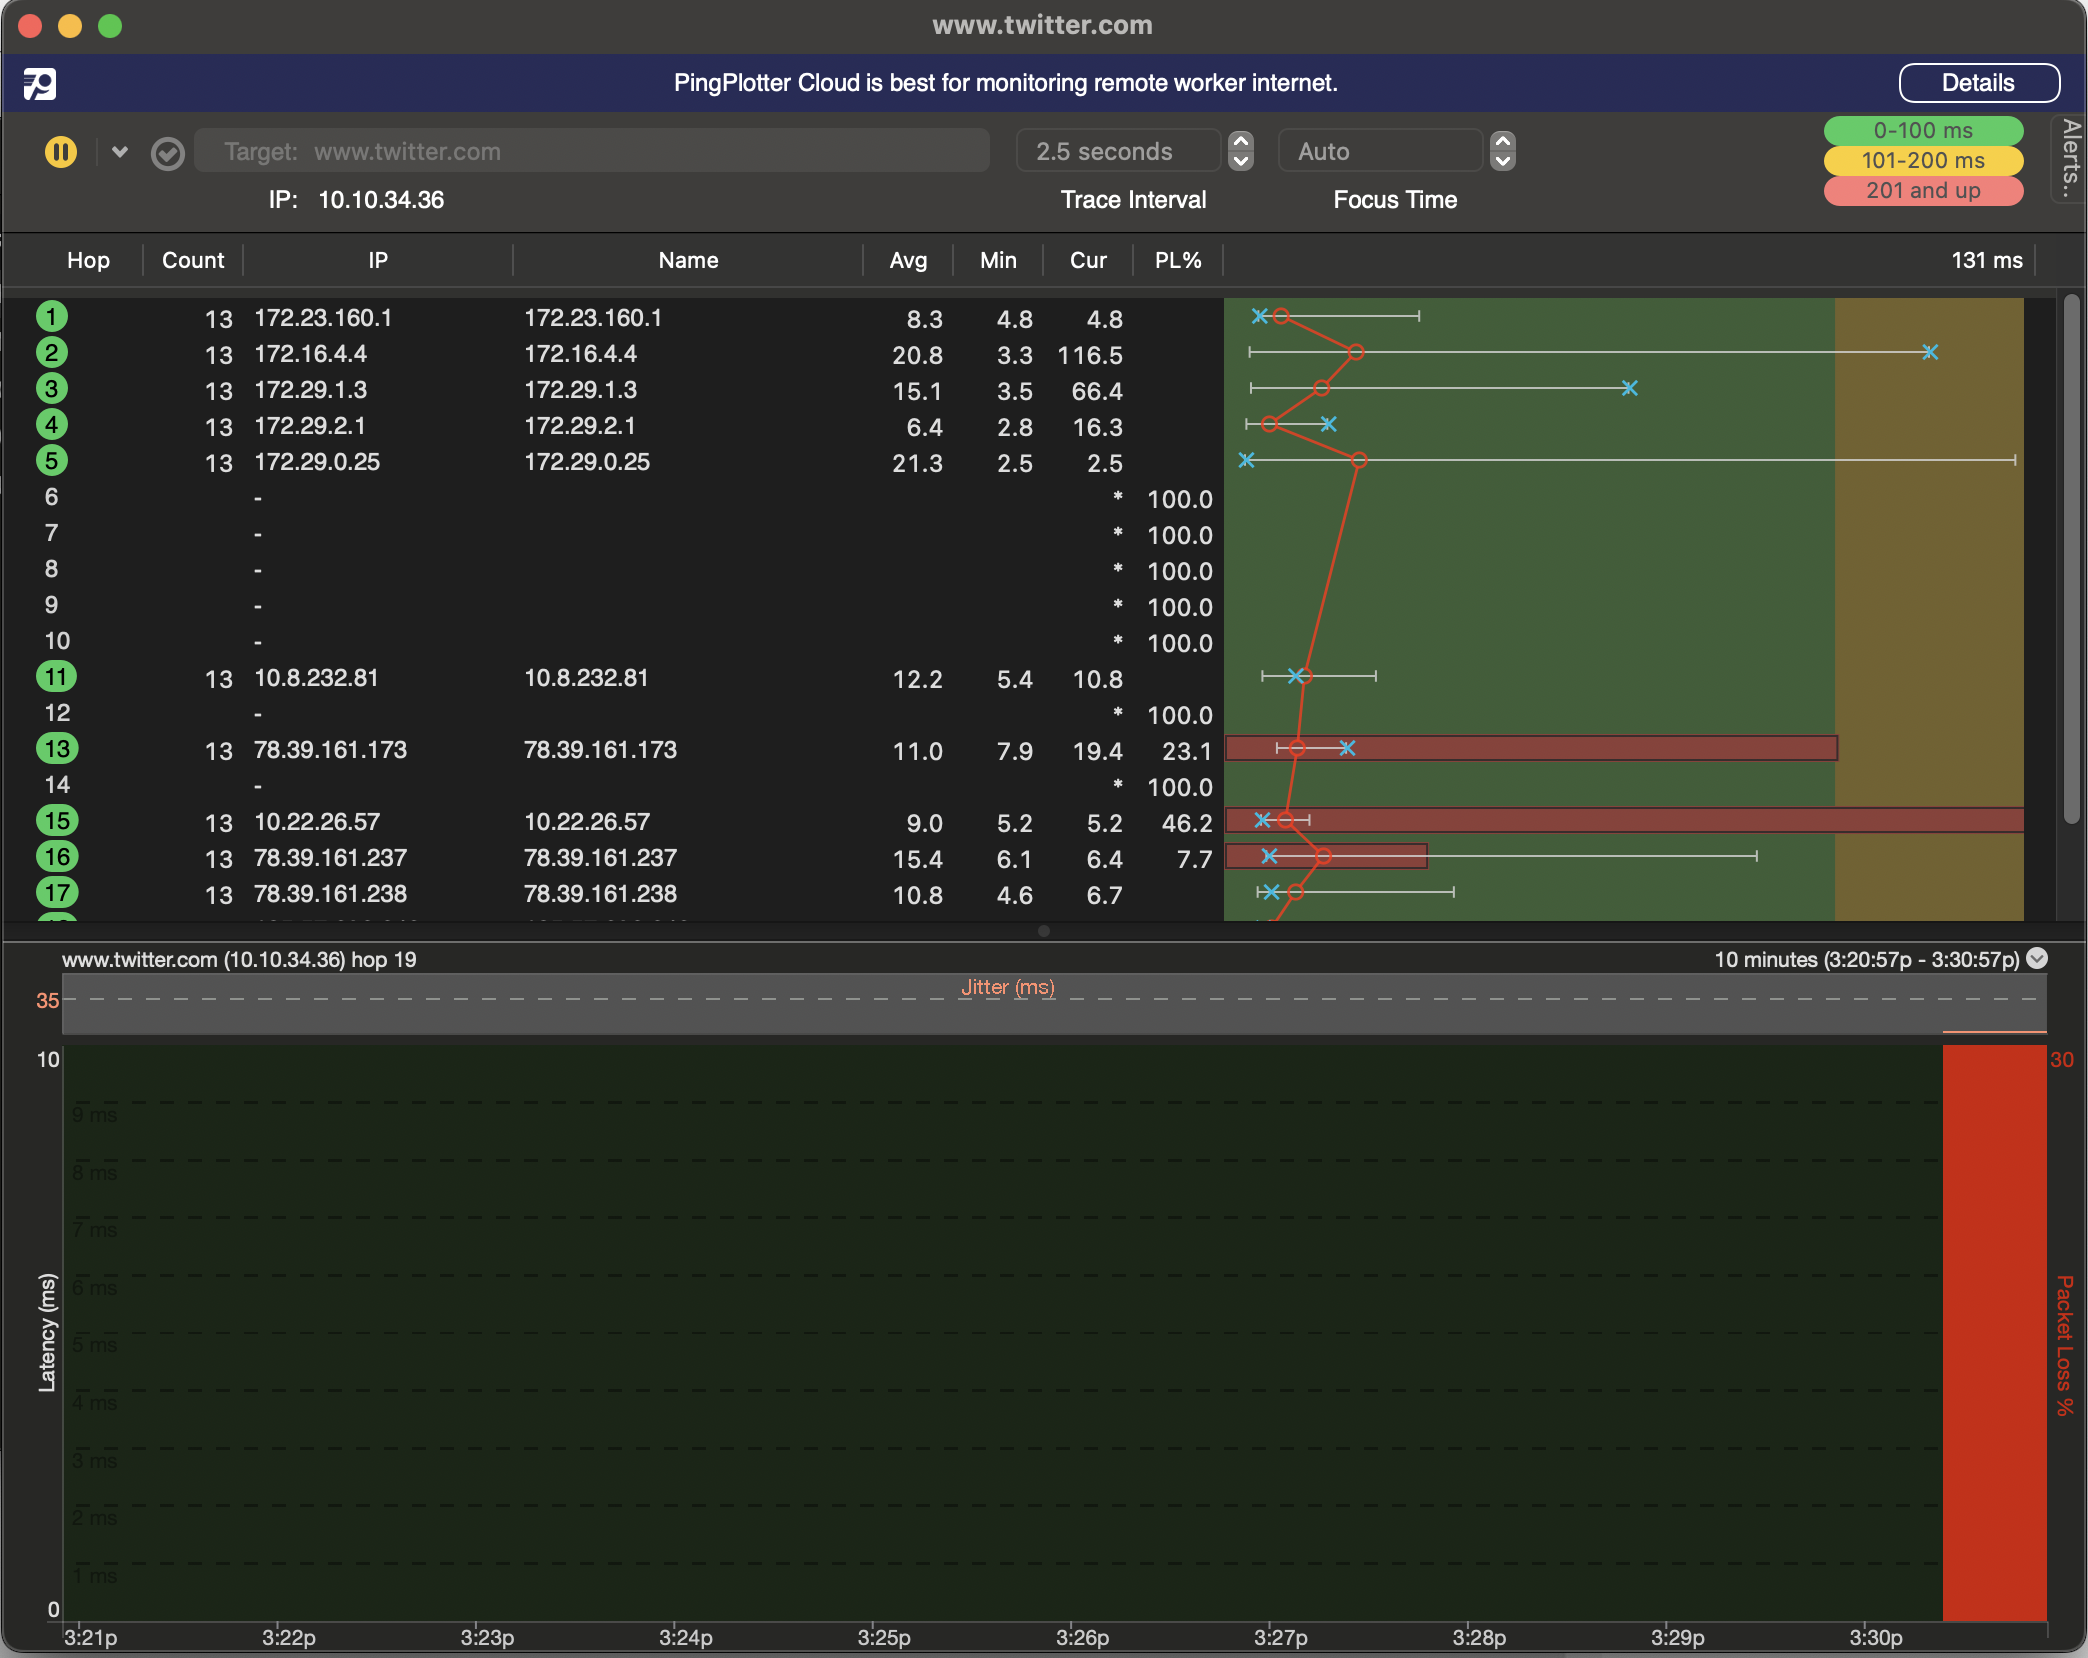 www.twitter.com
PingPlotter Cloud is best for monitoring remote worker internet.
Details
Target: www.twitter.com
2.5 seconds
Auto
0-100 ms
101-200 ms
201 and up
Alerts..
IP: 10.10.34.36
Trace Interval
Focus Time
Hop Count IP Name Avg Min Cur PL% 131 ms
1 13 172.23.160.1 172.23.160.1 8.3 4.8 4.8
2 13 172.16.4.4 172.16.4.4 20.8 3.3 116.5
3 13 172.29.1.3 172.29.1.3 15.1 3.5 66.4
4 13 172.29.2.1 172.29.2.1 6.4 2.8 16.3
5 13 172.29.0.25 172.29.0.25 21.3 2.5 2.5
6 - * 100.0
7 - * 100.0
8 - * 100.0
9 - * 100.0
10 - * 100.0
11 13 10.8.232.81 10.8.232.81 12.2 5.4 10.8
12 - * 100.0
13 13 78.39.161.173 78.39.161.173 11.0 7.9 19.4 23.1
14 - * 100.0
15 13 10.22.26.57 10.22.26.57 9.0 5.2 5.2 46.2
16 13 78.39.161.237 78.39.161.237 15.4 6.1 6.4 7.7
17 13 78.39.161.238 78.39.161.238 10.8 4.6 6.7
www.twitter.com (10.10.34.36) hop 19
10 minutes (3:20:57p - 3:30:57p)
Jitter (ms)
35
10
30
9 ms
8 ms
7 ms
6 ms
5 ms
4 ms
3 ms
2 ms
1 ms
0
Latency (ms)
Packet Loss %
3:21p 3:22p 3:23p 3:24p 3:25p 3:26p 3:27p 3:28p 3:29p 3:30p